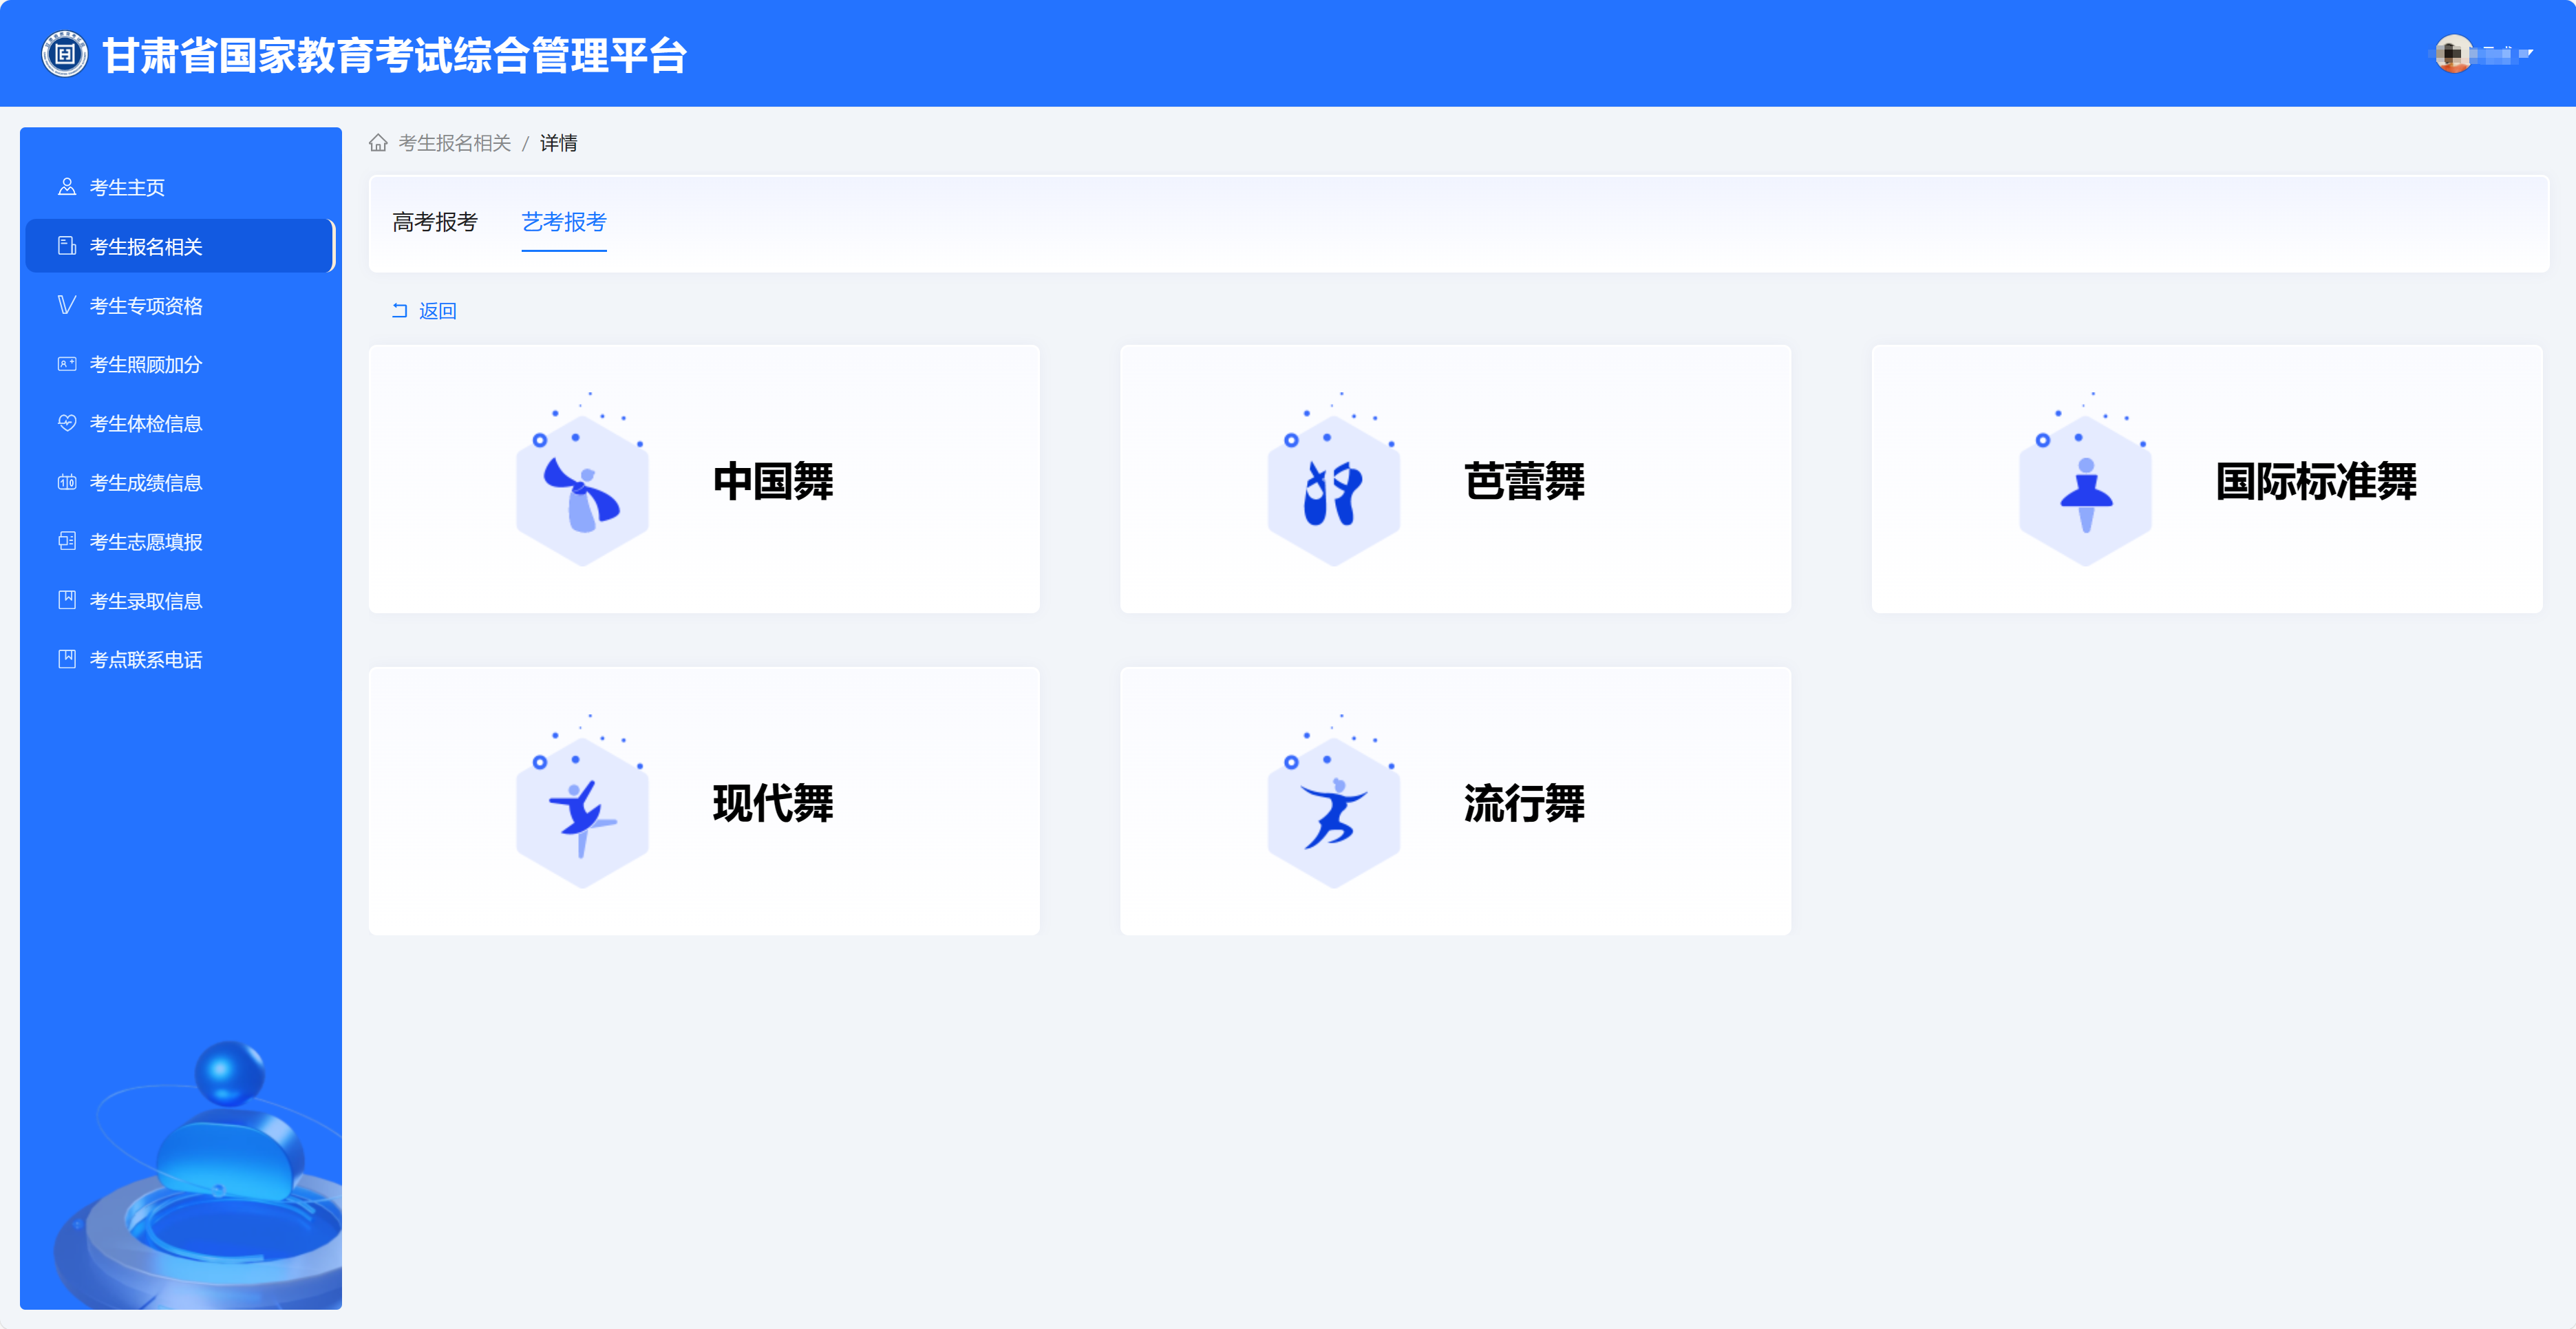 甘肃省国家教育考试综合管理平台
考生主页
考生报名相关
考生专项资格
考生照顾加分
考生体检信息
考生成绩信息
考生志愿填报
考生录取信息
考点联系电话
考生报名相关 / 详情
高考报考 艺考报考
返回
中国舞 芭蕾舞 国际标准舞
现代舞 流行舞